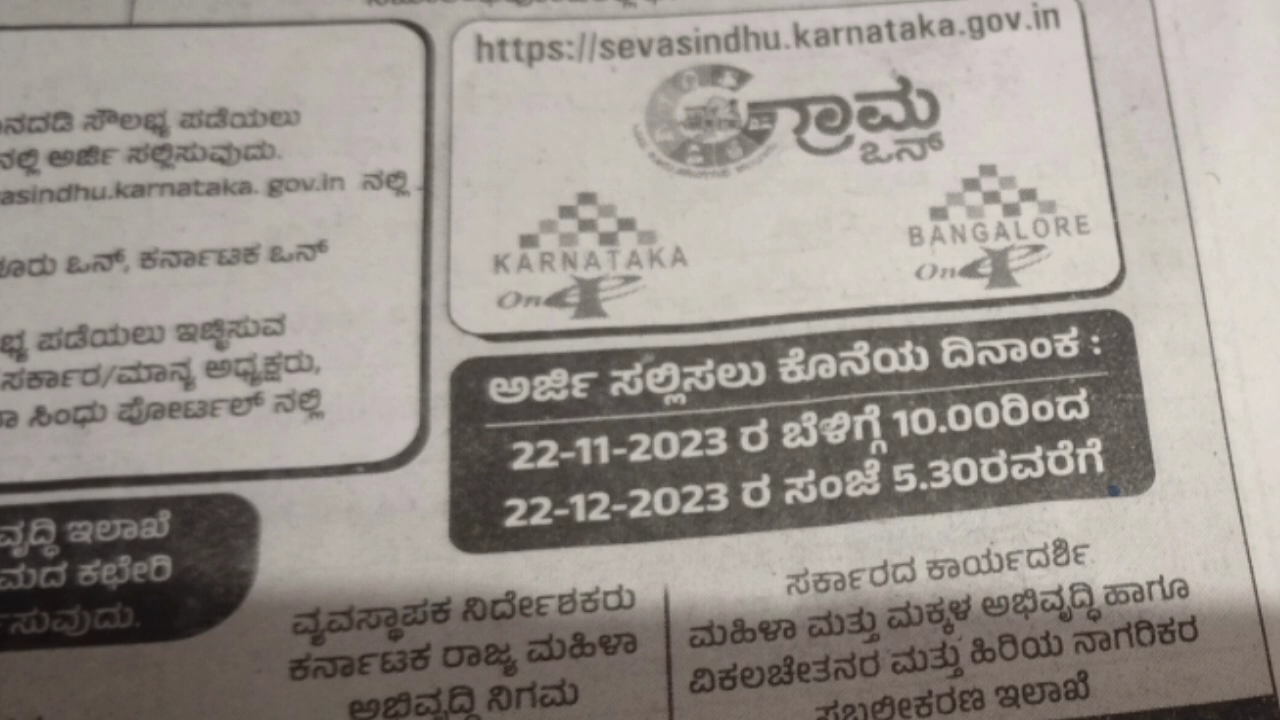 ನದಡಿ ಸೌಲಭ್ಯ ಪಡೆಯಲು
ನಲ್ಲಿ ಅರ್ಜಿ ಸಲ್ಲಿಸುವುದು.
vasindhu.karnataka. gov.in ನಲ್ಲಿ
ಒನ್, ಕರ್ನಾಟಕ ಒನ್
ಪಡೆಯಲು ಇಚ್ಛಿಸುವ
ಸರ್ಕಾರ/ಮಾನ್ಯ ಅಧ್ಯಕ್ಷರು,
ಸಿಂಧು ಪೋರ್ಟಲ್ ನಲ್ಲಿ
ವೃದ್ಧಿ ಇಲಾಖೆ
ಮದ ಕಛೇರಿ
ಸುವುದು.
https://sevasindhu.karnataka.gov.in
ಗ್ರಾಮ
ಒನ್
KARNATAKA
One
BANGALORE
One
ಅರ್ಜಿ ಸಲ್ಲಿಸಲು ಕೊನೆಯ ದಿನಾಂಕ :
22-11-2023 ರ ಬೆಳಿಗ್ಗೆ 10.00ರಿಂದ
22-12-2023 ರ ಸಂಜೆ 5.30ರವರೆಗೆ
ವ್ಯವಸ್ಥಾಪಕ ನಿರ್ದೇಶಕರು
ಕರ್ನಾಟಕ ರಾಜ್ಯ ಮಹಿಳಾ
ಅಭಿವೃದ್ಧಿ ನಿಗಮ
ಸರ್ಕಾರದ ಕಾರ್ಯದರ್ಶಿ
ಮಹಿಳಾ ಮತ್ತು ಮಕ್ಕಳ ಅಭಿವೃದ್ಧಿ ಹಾಗೂ
ವಿಕಲಚೇತನರ ಮತ್ತು ಹಿರಿಯ ನಾಗರಿಕರ
ಸಬಲೀಕರಣ ಇಲಾಖೆ